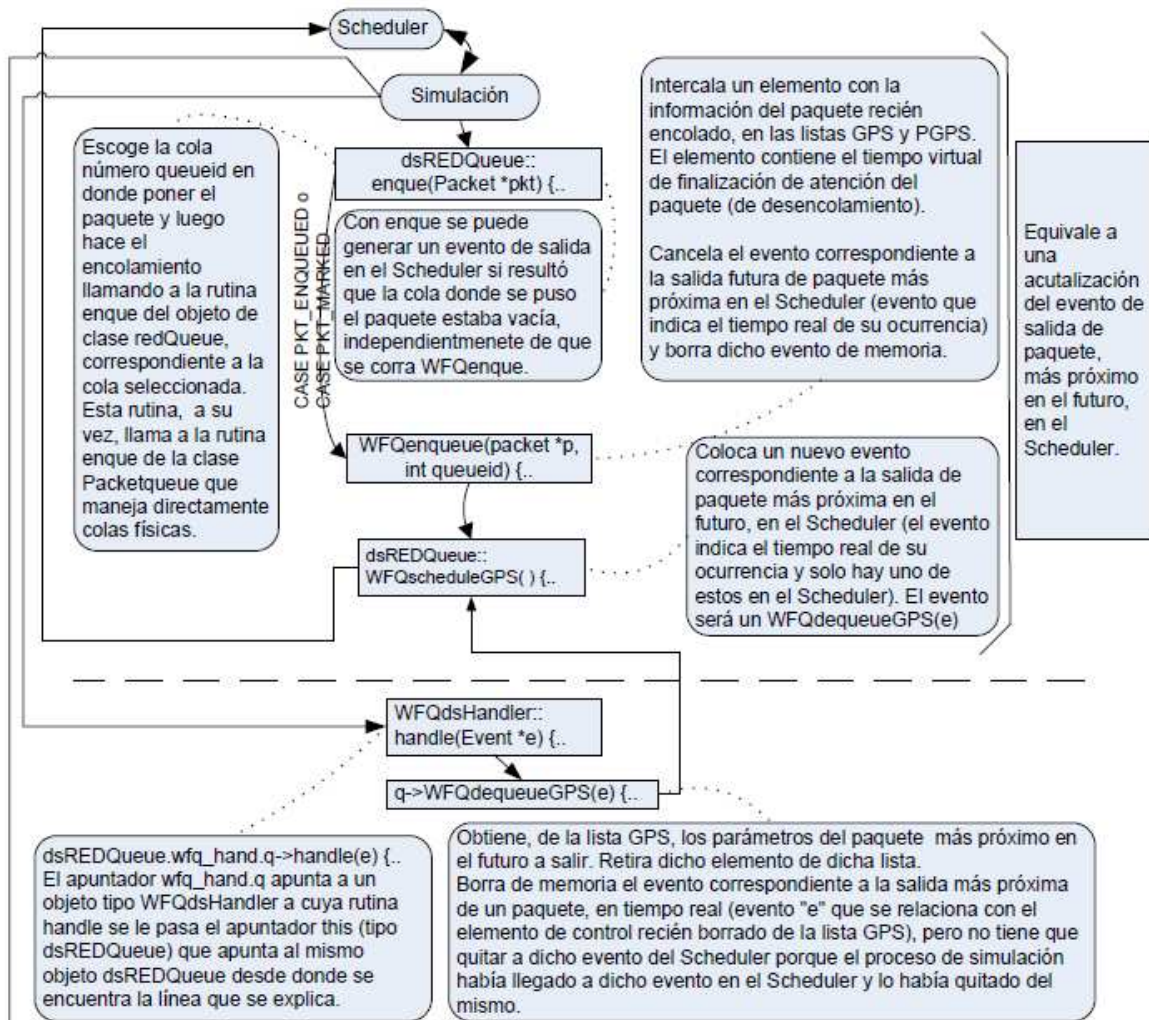 Scheduler
Simulación
Escoge la cola
número queueid en
donde poner el
paquete y luego
hace el
encolamiento
llamando a la rutina
enque del objeto de
clase redQueue,
correspondiente a la
cola seleccionada.
Esta rutina, a su
vez, llama a la rutina
enque de la clase
Packetqueue que
maneja directamente
colas físicas.
CASE PKT_ENQUEUED o
CASE PKT_MARKED
dsREDQueue::
enque(Packet *pkt) {..
Con enque se puede
generar un evento de salida
en el Scheduler si resultó
que la cola donde se puso
el paquete estaba vacía,
independientmenete de que
se corra WFQenque.
Intercala un elemento con la
información del paquete recién
encolado, en las listas GPS y PGPS.
El elemento contiene el tiempo virtual
de finalización de atención del
paquete (de desencolamiento).
Cancela el evento correspondiente a
la salida futura de paquete más
próxima en el Scheduler (evento que
indica el tiempo real de su ocurrencia)
y borra dicho evento de memoria.
Equivale a
una
acutalización
del evento de
salida de
paquete,
más próximo
en el futuro,
en el
Scheduler.
WFQenqueue(packet *p,
int queueid) {..
Coloca un nuevo evento
correspondiente a la salida de
paquete más próxima en el
futuro, en el Scheduler (el evento
indica el tiempo real de su
ocurrencia y solo hay uno de
estos en el Scheduler). El evento
será un WFQdequeueGPS(e)
dsREDQueue::
WFQscheduleGPS( ) {..
WFQdsHandler::
handle(Event *e) {..
q->WFQdequeueGPS(e) {..
dsREDQueue.wfq_hand.q->handle(e) {..
El apuntador wfq_hand.q apunta a un
objeto tipo WFQdsHandler a cuya rutina
handle se le pasa el apuntador this (tipo
dsREDQueue) que apunta al mismo
objeto dsREDQueue desde donde se
encuentra la línea que se explica.
Obtiene, de la lista GPS, los parámetros del paquete más próximo en
el futuro a salir. Retira dicho elemento de dicha lista.
Borra de memoria el evento correspondiente a la salida más próxima
de un paquete, en tiempo real (evento "e" que se relaciona con el
elemento de control recién borrado de la lista GPS), pero no tiene que
quitar a dicho evento del Scheduler porque el proceso de simulación
había llegado a dicho evento en el Scheduler y lo había quitado del
mismo.